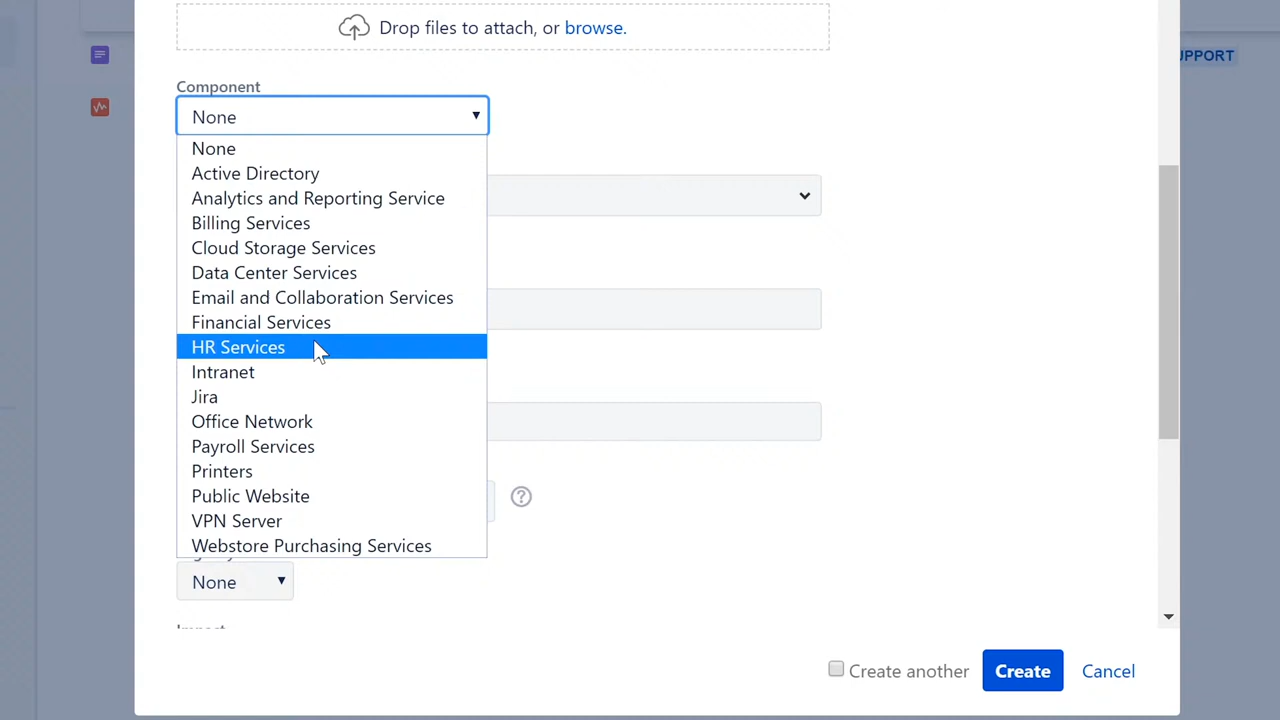 Drop files to attach, or browse.
UPPORT
Component
None
None
Active Directory
Analytics and Reporting Service
Billing Services
Cloud Storage Services
Data Center Services
Email and Collaboration Services
Financial Services
HR Services
Intranet
Jira
Office Network
Payroll Services
Printers
Public Website
VPN Server
Webstore Purchasing Services
None
Create another
Create
Cancel